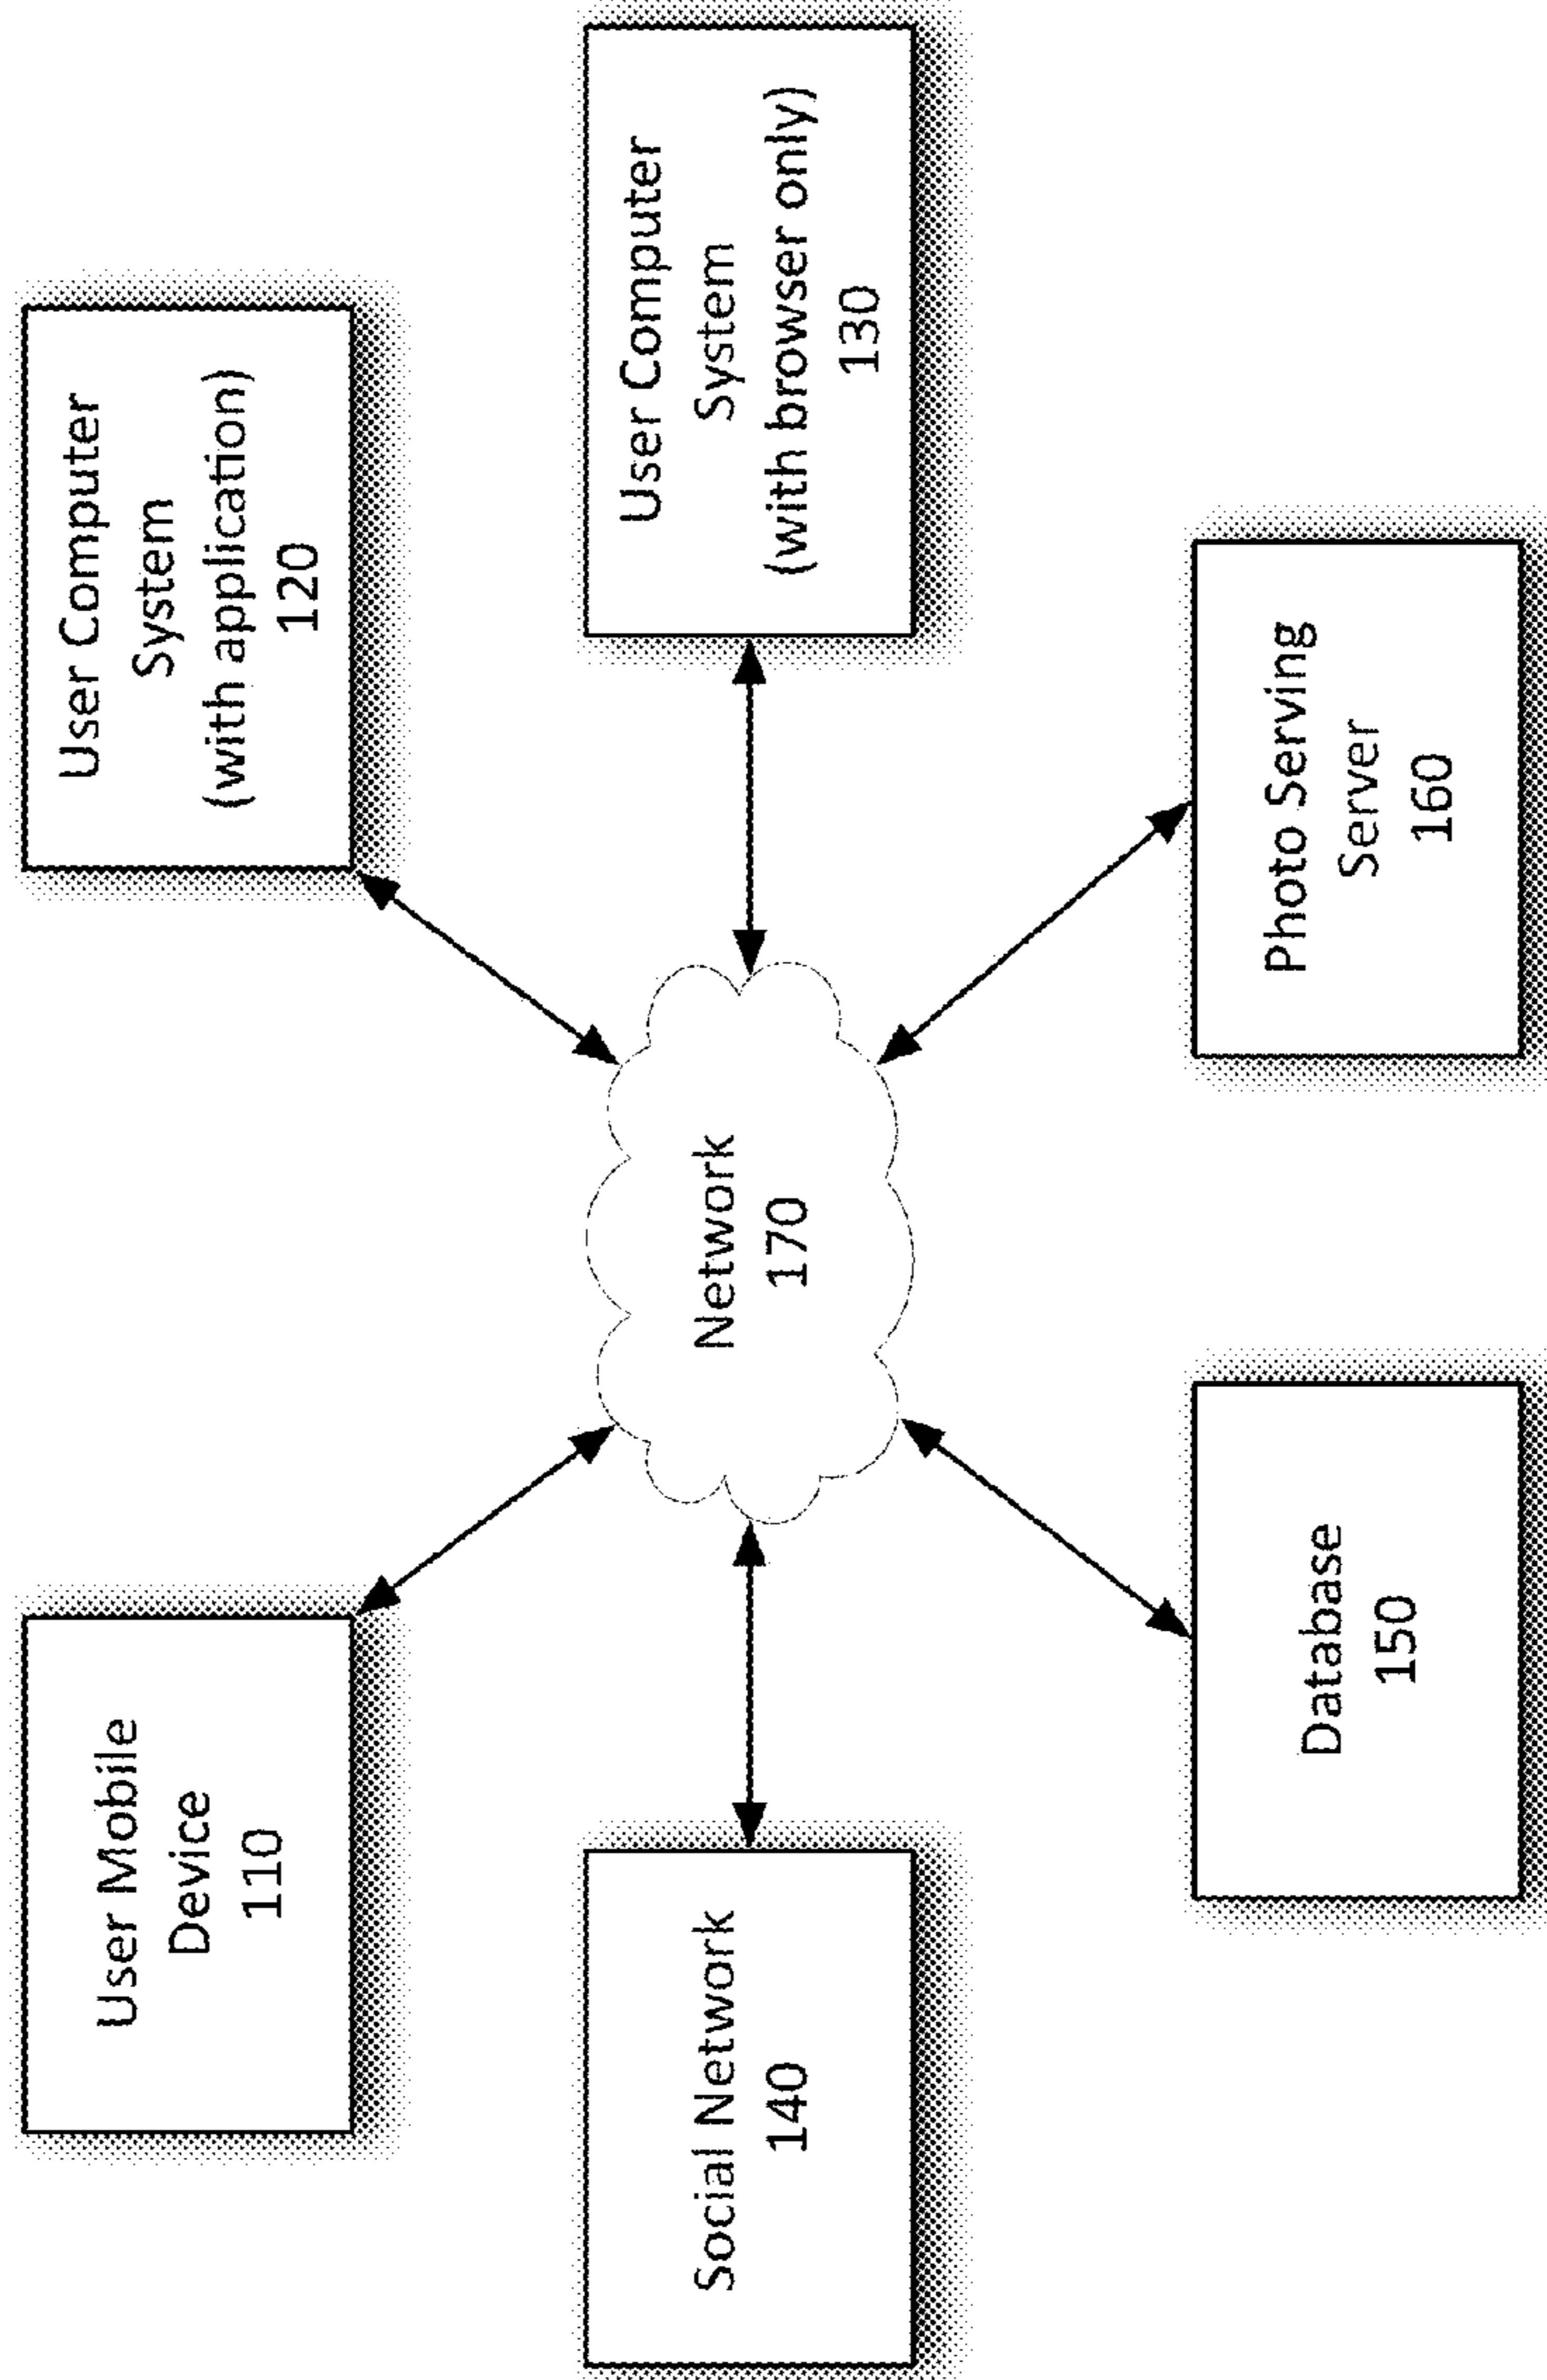 User Mobile
Device
110
User Computer
System
(with application)
120
Social Network
140
Network
170
User Computer
System
(with browser only)
130
Database
150
Photo Serving
Server
160